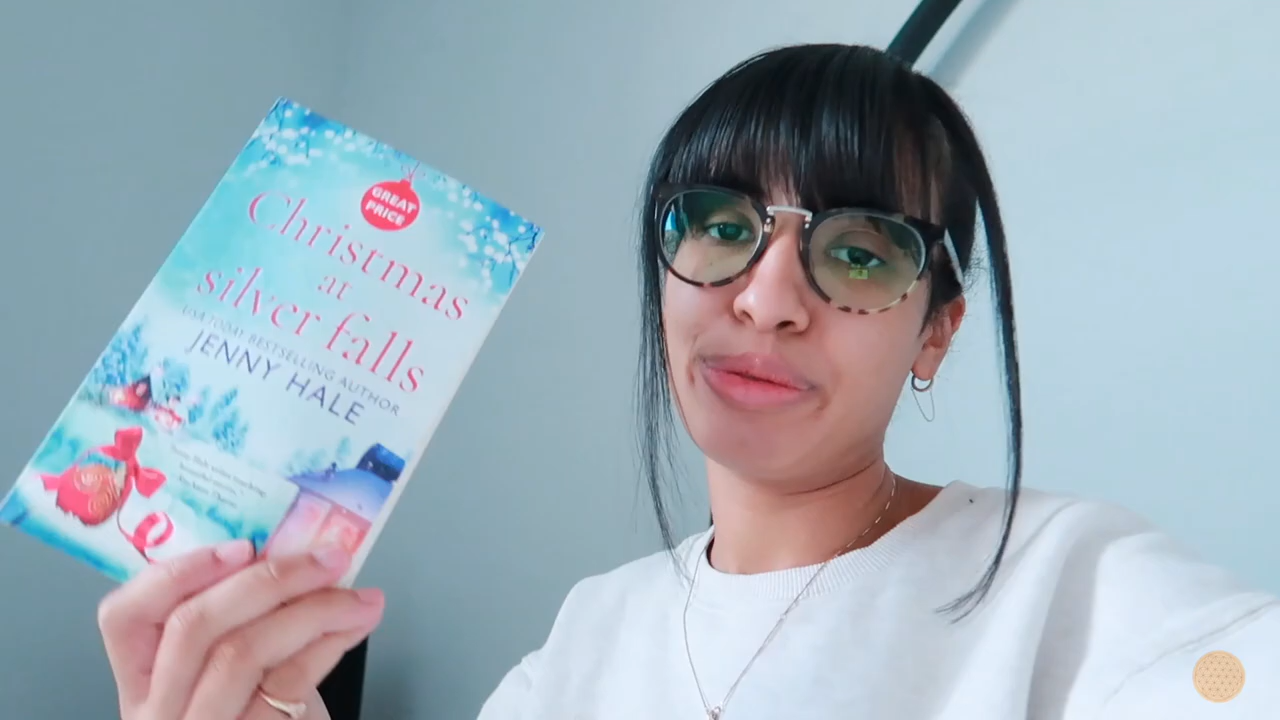 GREAT
PRICE
Christmas
at
silver falls
USA TODAY BESTSELLING AUTHOR
JENNY HALE